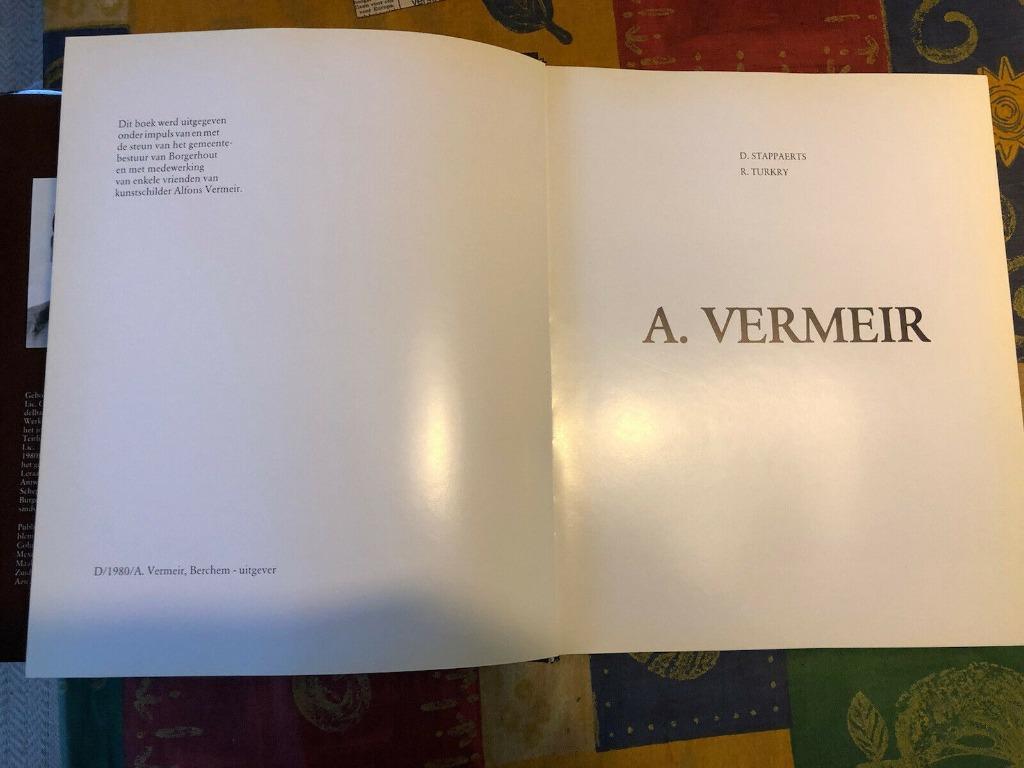 Dit boek werd uitgegeven
onder impuls van en met
de steun van het gemeente-
bestuur van Borgerhout
en met medewerking
van enkele vrienden van
kunstschilder Alfons Vermeir.
D/1980/A. Vermeir, Berchem - uitgever
D. STAPPAERTS
R. TURKRY
A. VERMEIR